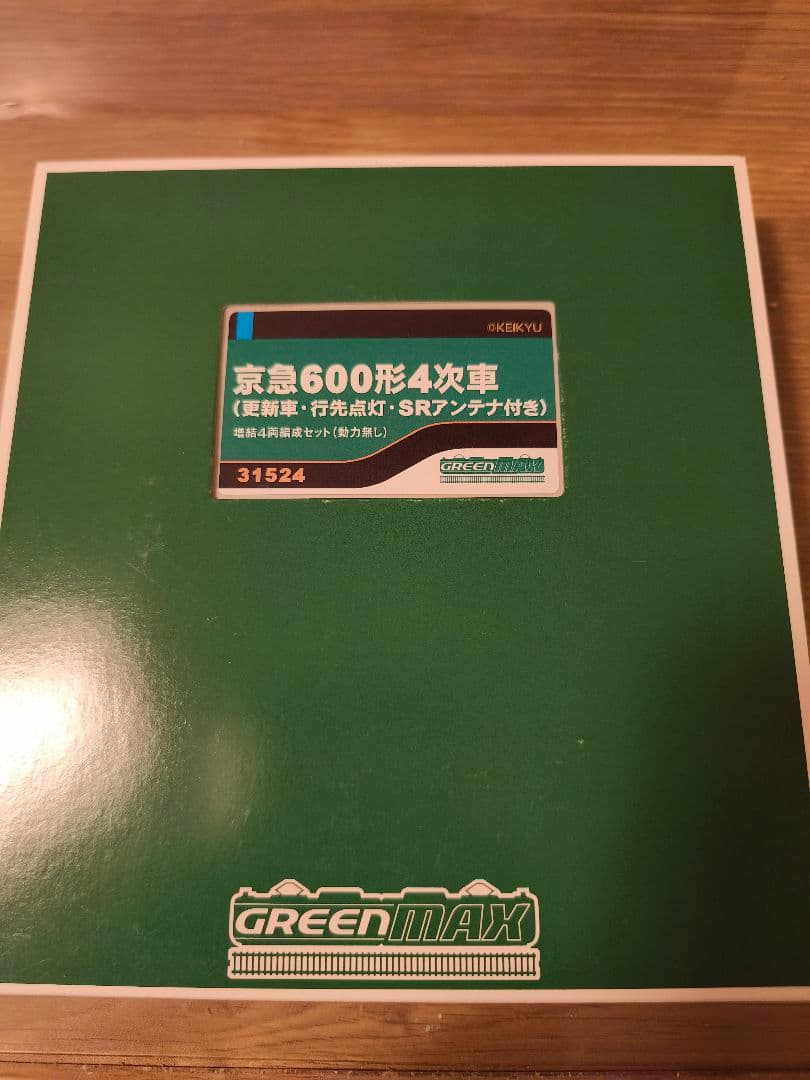 ©KEIKYU
京急600形4次車
(更新車・行先点灯・SRアンテナ付き)
増結4両編成セット(動力無し)
31524
GREENMAX
GREENMAX